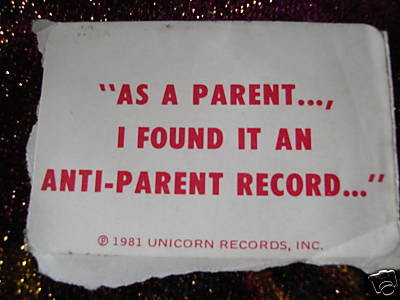 "AS A PARENT...,
I FOUND IT AN
ANTI-PARENT RECORD..."
℗ 1981 UNICORN RECORDS, INC.